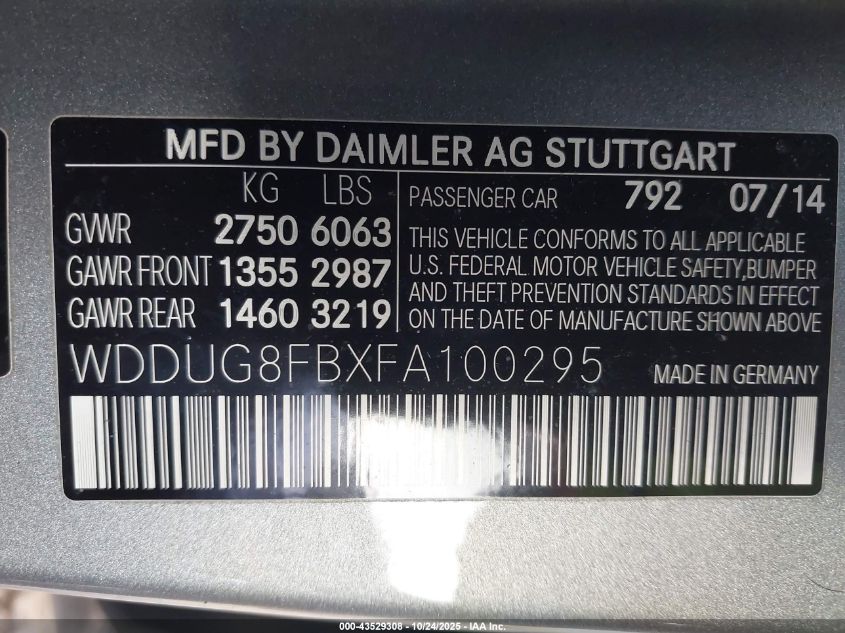 MFD BY DAIMLER AG STUTTGART
KG LBS
GVWR 2750 6063
GAWR FRONT 1355 2987
GAWR REAR 1460 3219
PASSENGER CAR 792 07/14
THIS VEHICLE CONFORMS TO ALL APPLICABLE
U.S. FEDERAL MOTOR VEHICLE SAFETY,BUMPER
AND THEFT PREVENTION STANDARDS IN EFFECT
ON THE DATE OF MANUFACTURE SHOWN ABOVE
WDDUG8FBXFA100295 MADE IN GERMANY
000-43529308 - 10/24/2025 - IAA Inc.